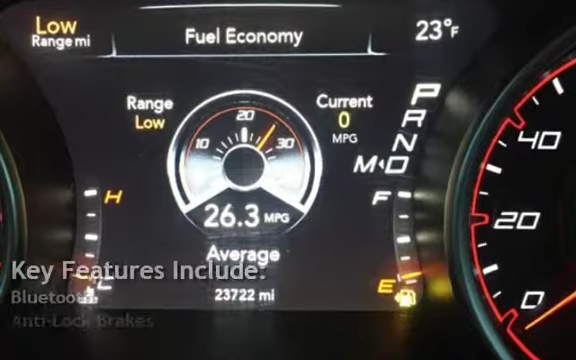 Low
Range mi
Fuel Economy
23°F
Range
Low
Current
0
MPG
10
20
30
26.3 MPG
Average
23722 mi
P
R
N
M◂D
H
C
F
E
40
20
0
Key Features Include:
Bluetooth
Anti-Lock Brakes